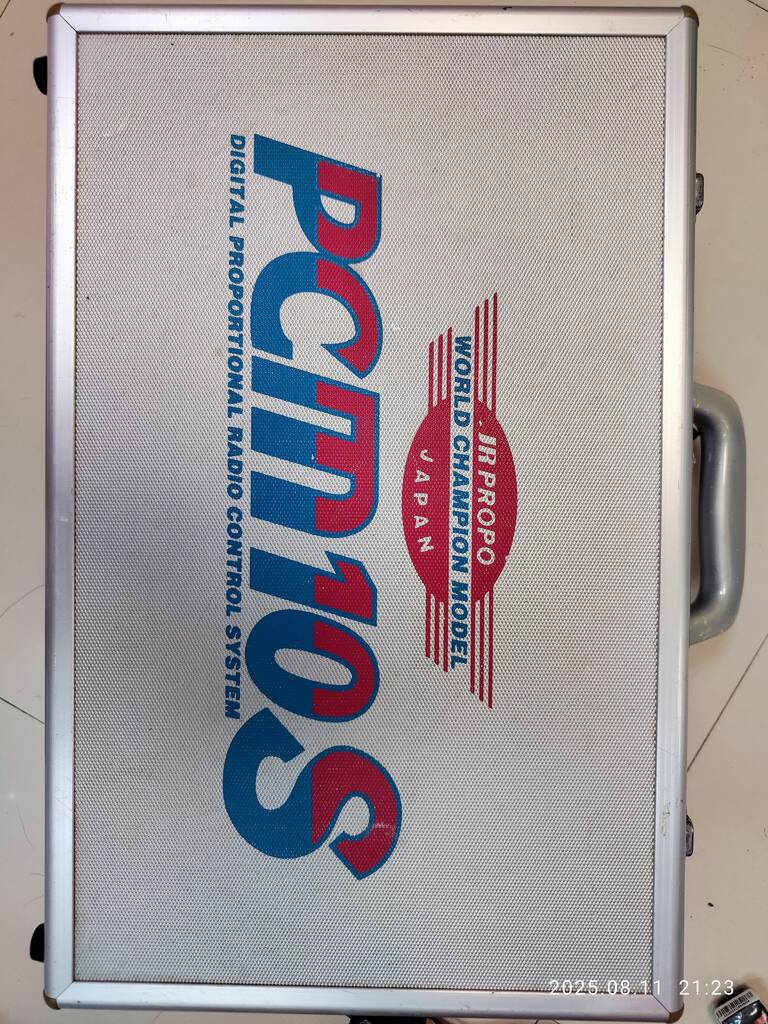 JR PROPO
WORLD CHAMPION MODEL
JAPAN
PCM10S
DIGITAL PROPORTIONAL RADIO CONTROL SYSTEM
2025.08.11 21:23